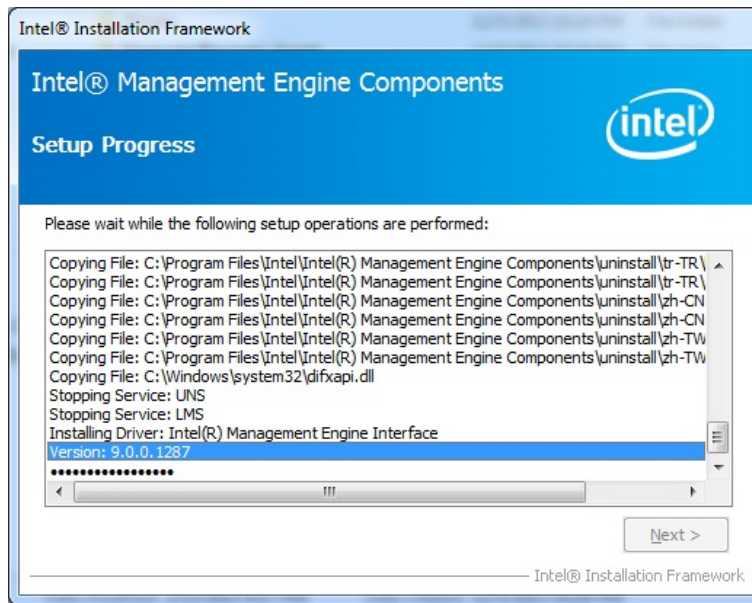 Intel® Installation Framework
Intel® Management Engine Components
Setup Progress
intel
Please wait while the following setup operations are performed:
Copying File: C:\Program Files\Intel\Intel(R) Management Engine Components\uninstall\tr-TR\
Copying File: C:\Program Files\Intel\Intel(R) Management Engine Components\uninstall\tr-TR\
Copying File: C:\Program Files\Intel\Intel(R) Management Engine Components\uninstall\zh-CN
Copying File: C:\Program Files\Intel\Intel(R) Management Engine Components\uninstall\zh-CN
Copying File: C:\Program Files\Intel\Intel(R) Management Engine Components\uninstall\zh-TW
Copying File: C:\Program Files\Intel\Intel(R) Management Engine Components\uninstall\zh-TW
Copying File: C:\Windows\system32\difxapi.dll
Stopping Service: UNS
Stopping Service: LMS
Installing Driver: Intel(R) Management Engine Interface
Version: 9.0.0.1287
•••••••••••••••••
Next >
Intel® Installation Framework